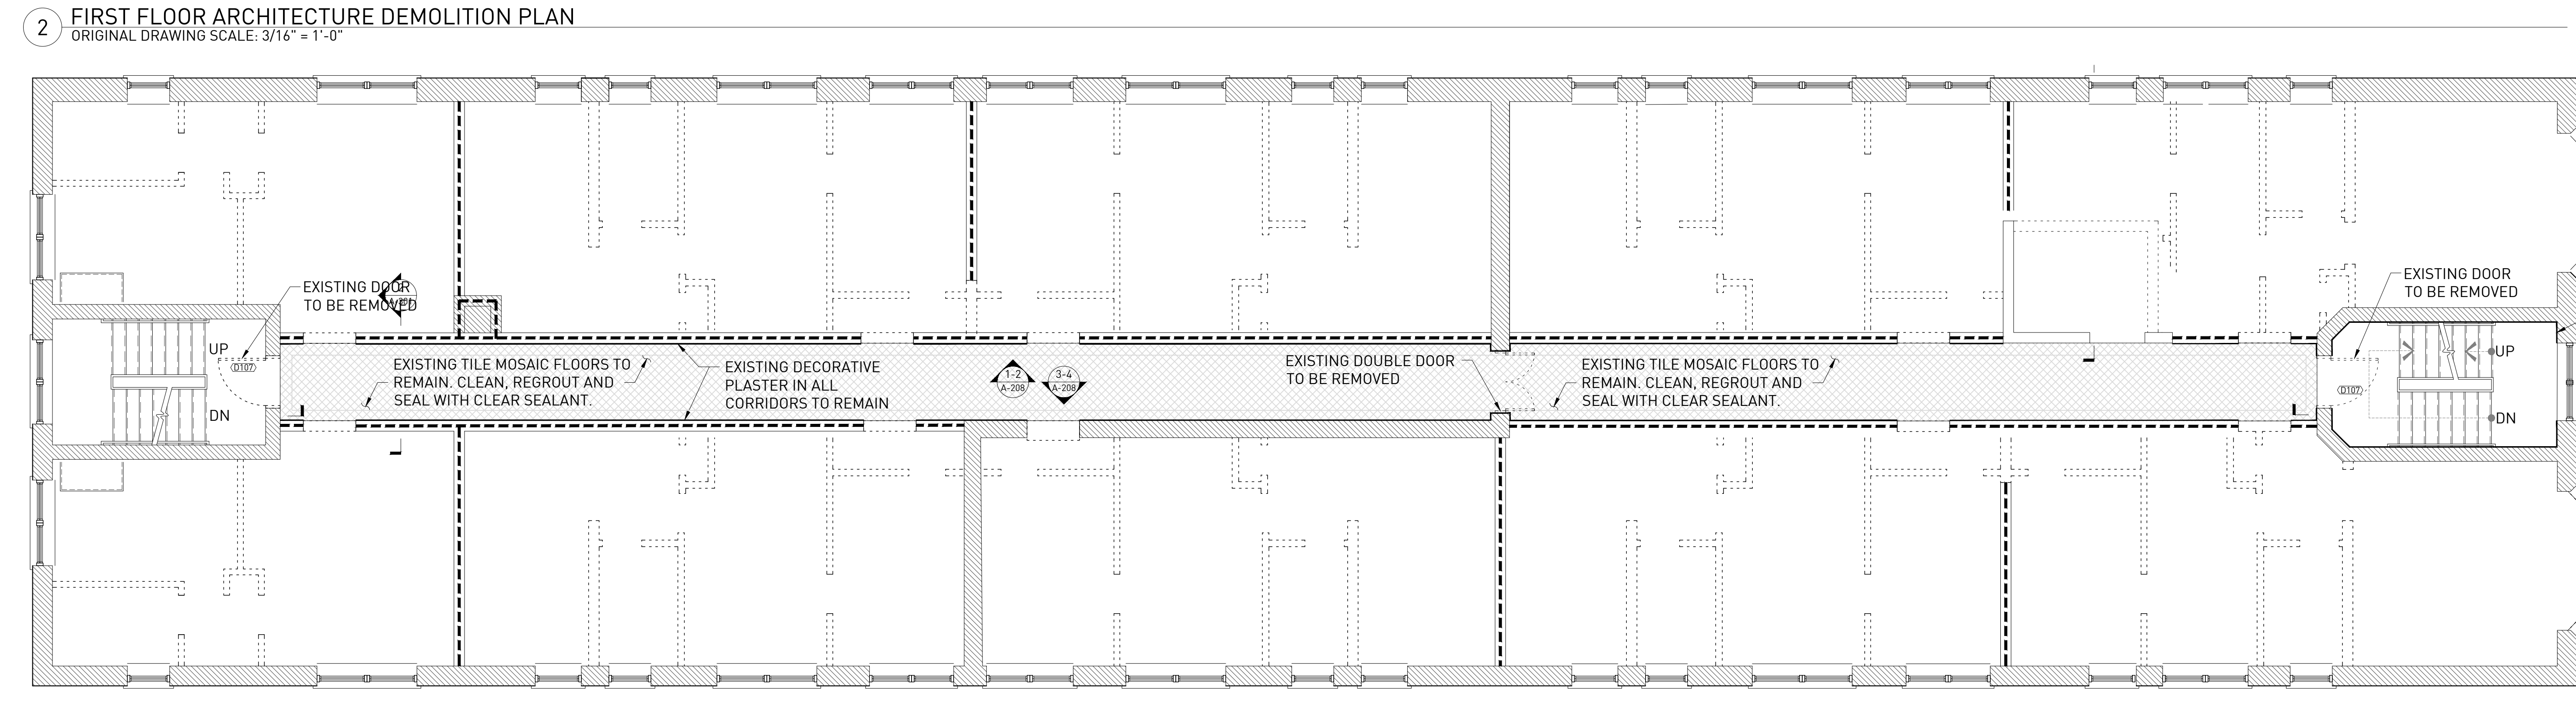 2
FIRST FLOOR ARCHITECTURE DEMOLITION PLAN
ORIGINAL DRAWING SCALE: 3/16" = 1'-0"
EXISTING DOOR
TO BE REMOVED
UP
D107
DN
EXISTING TILE MOSAIC FLOORS TO
REMAIN. CLEAN, REGROUT AND
SEAL WITH CLEAR SEALANT.
EXISTING DECORATIVE
PLASTER IN ALL
CORRIDORS TO REMAIN
1-2
A-208
3-4
A-208
EXISTING DOUBLE DOOR
TO BE REMOVED
EXISTING TILE MOSAIC FLOORS TO
REMAIN. CLEAN, REGROUT AND
SEAL WITH CLEAR SEALANT.
EXISTING DOOR
TO BE REMOVED
D107
UP
DN